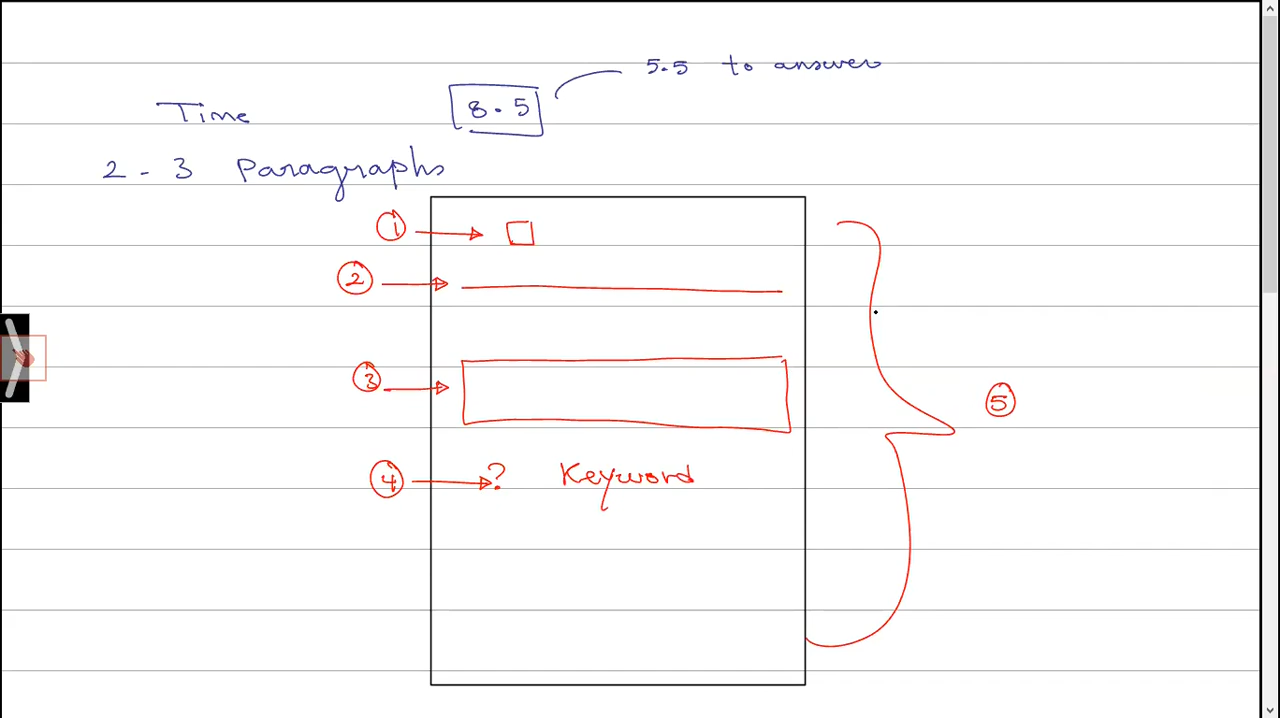 5.5 to answer
Time 8.5
2 - 3 Paragraphs
1
2
3
5
4 ? Keyword